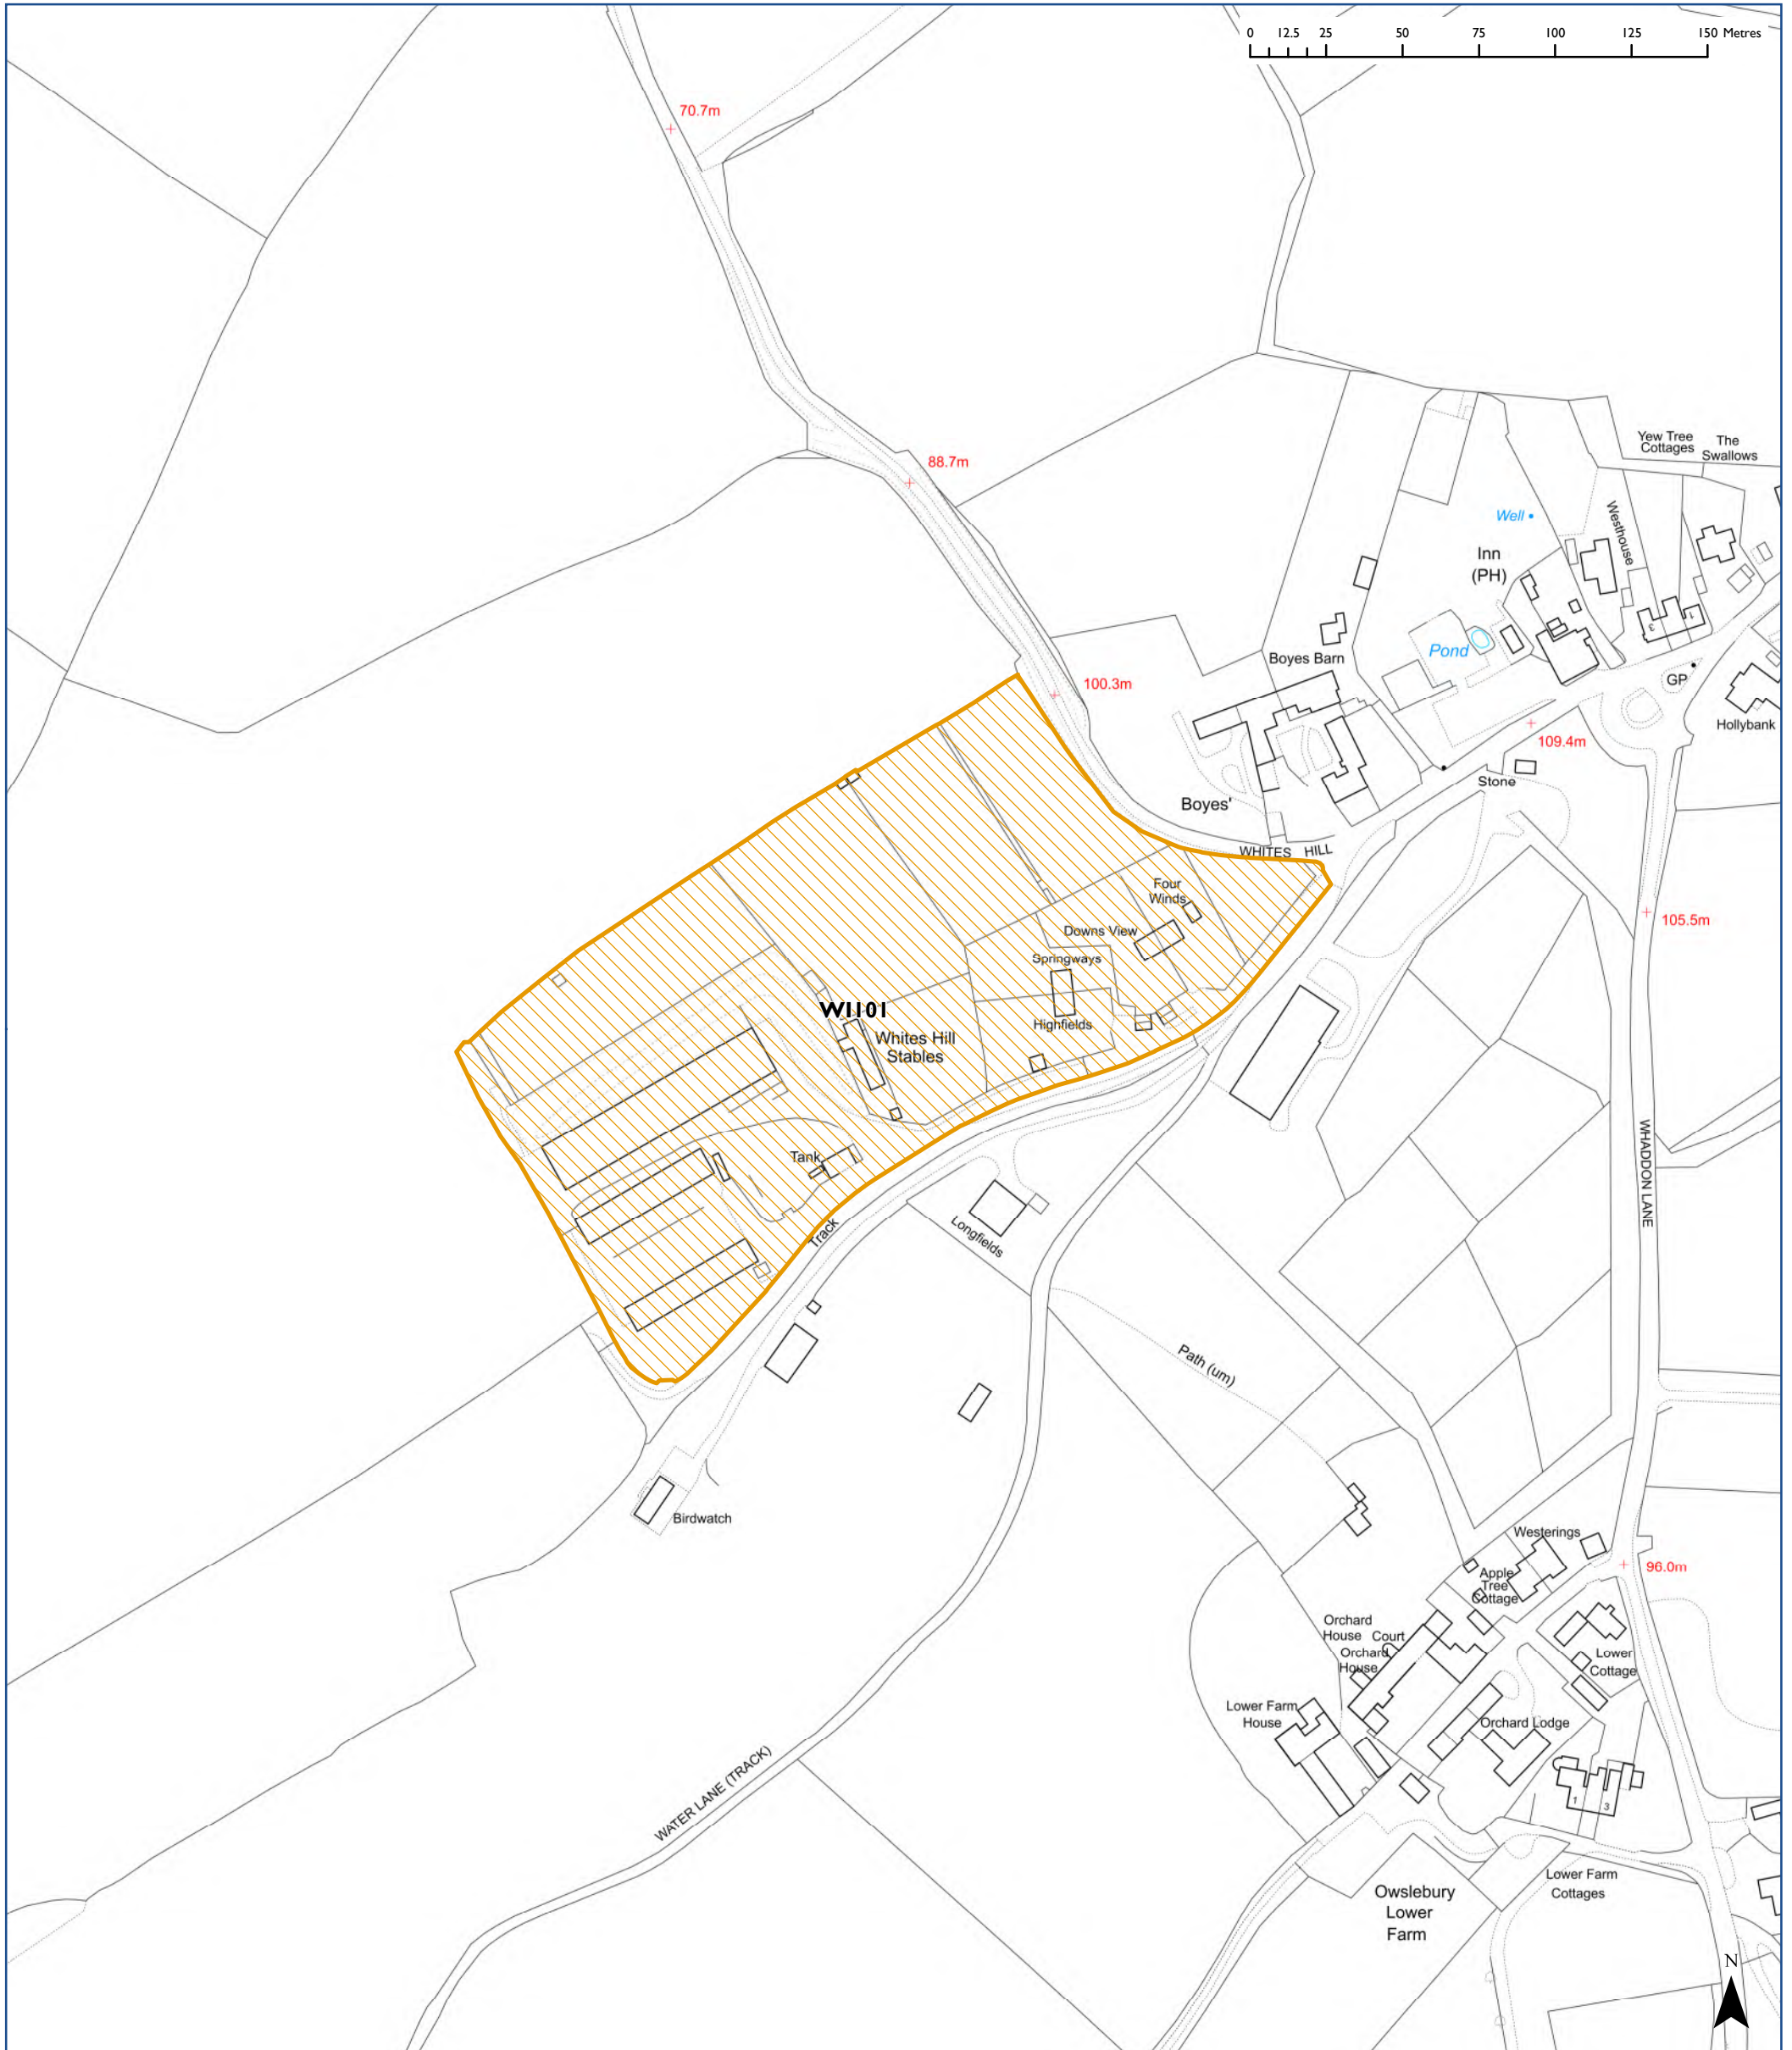 0 12.5 25 50 75 100 125 150 Metres
70.7m
88.7m
Yew Tree
Cottages
The
Swallows
Well
Westhouse
Inn
(PH)
3
1
Pond
Boyes Barn
GP
100.3m
Hollybank
109.4m
Stone
Boyes'
WHITES HILL
Four
Winds
105.5m
Downs View
Springways
W1101
Highfields
Whites Hill
Stables
WHADDON LANE
Tank
Track
Longfields
Path (um)
Birdwatch
Westerings
96.0m
Apple
Tree
Cottage
Orchard
House Court
Orchard
House
Lower
Cottage
Lower Farm
House
Orchard Lodge
WATER LANE (TRACK)
1
3
Lower Farm
Cottages
Owslebury
Lower
Farm
N